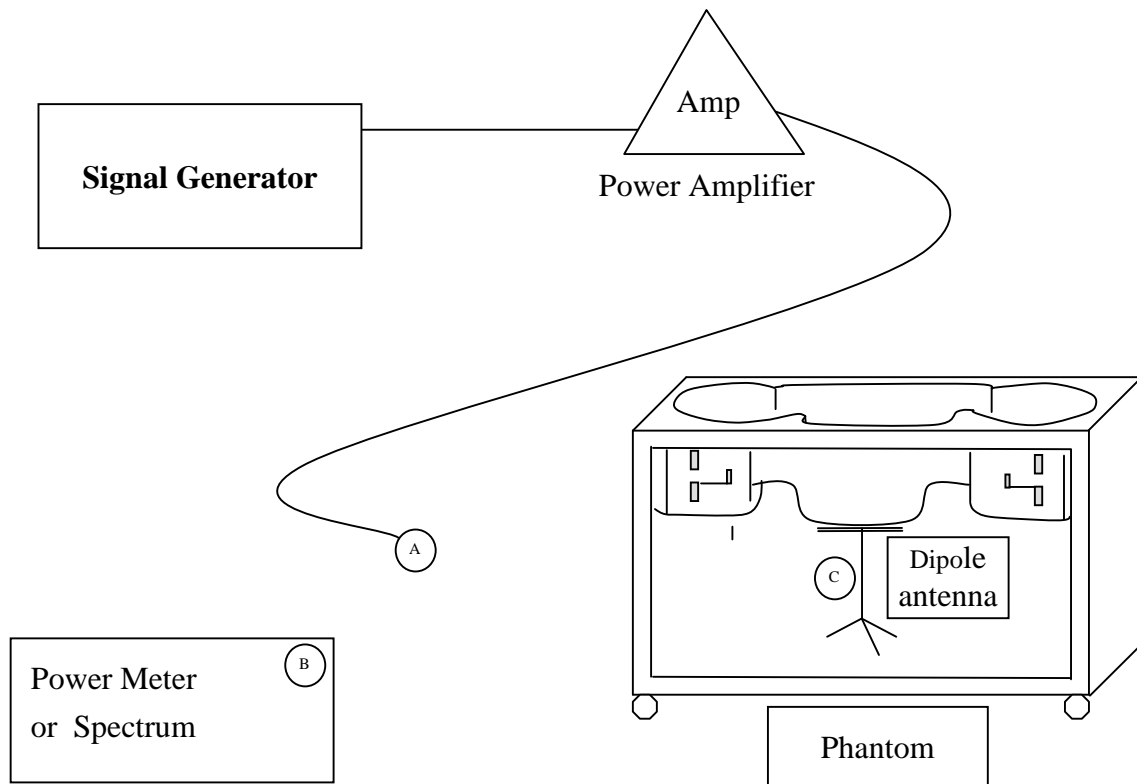 Amp
Signal Generator
Power Amplifier
A
C
Dipole
antenna
B
Power Meter
or Spectrum
Phantom